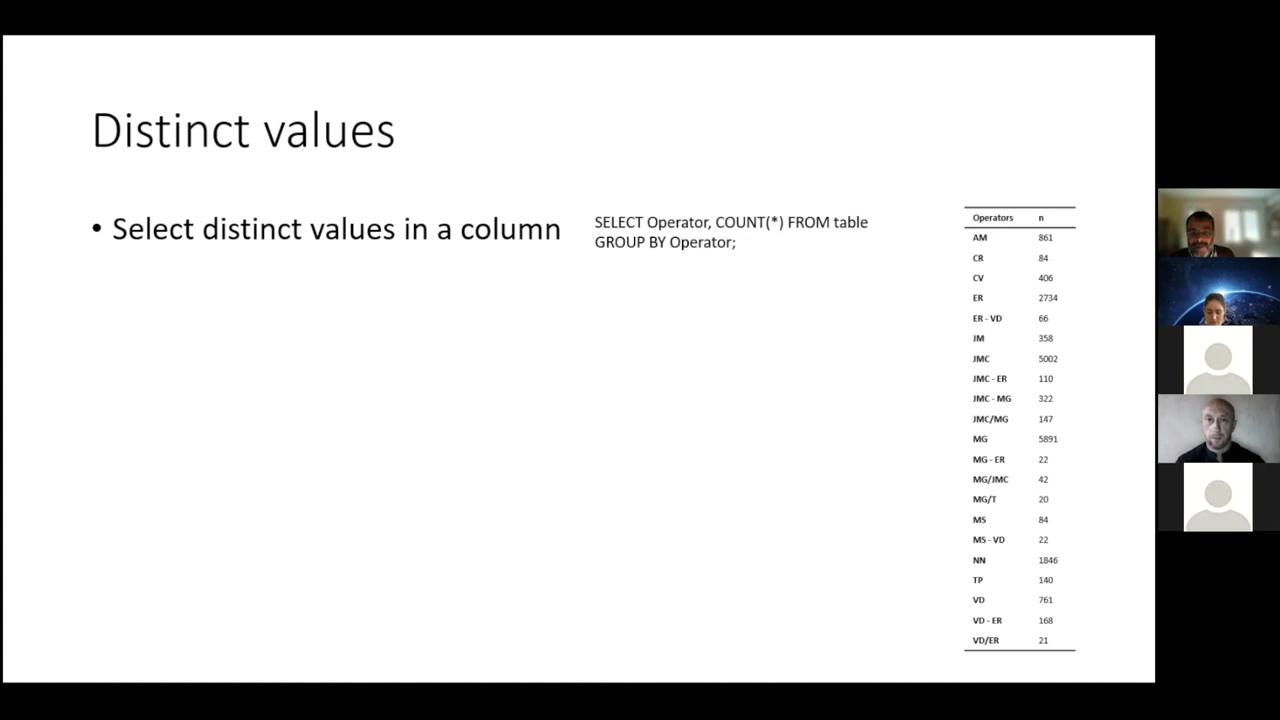 Distinct values
• Select distinct values in a column
SELECT Operator, COUNT(*) FROM table
GROUP BY Operator;
Operators n
AM 861
CR 84
CV 406
ER 2734
ER - VD 66
JM 358
JMC 5002
JMC - ER 110
JMC - MG 322
JMC/MG 147
MG 5891
MG - ER 22
MG/JMC 42
MG/T 20
MS 84
MS - VD 22
NN 1846
TP 140
VD 761
VD - ER 168
VD/ER 21